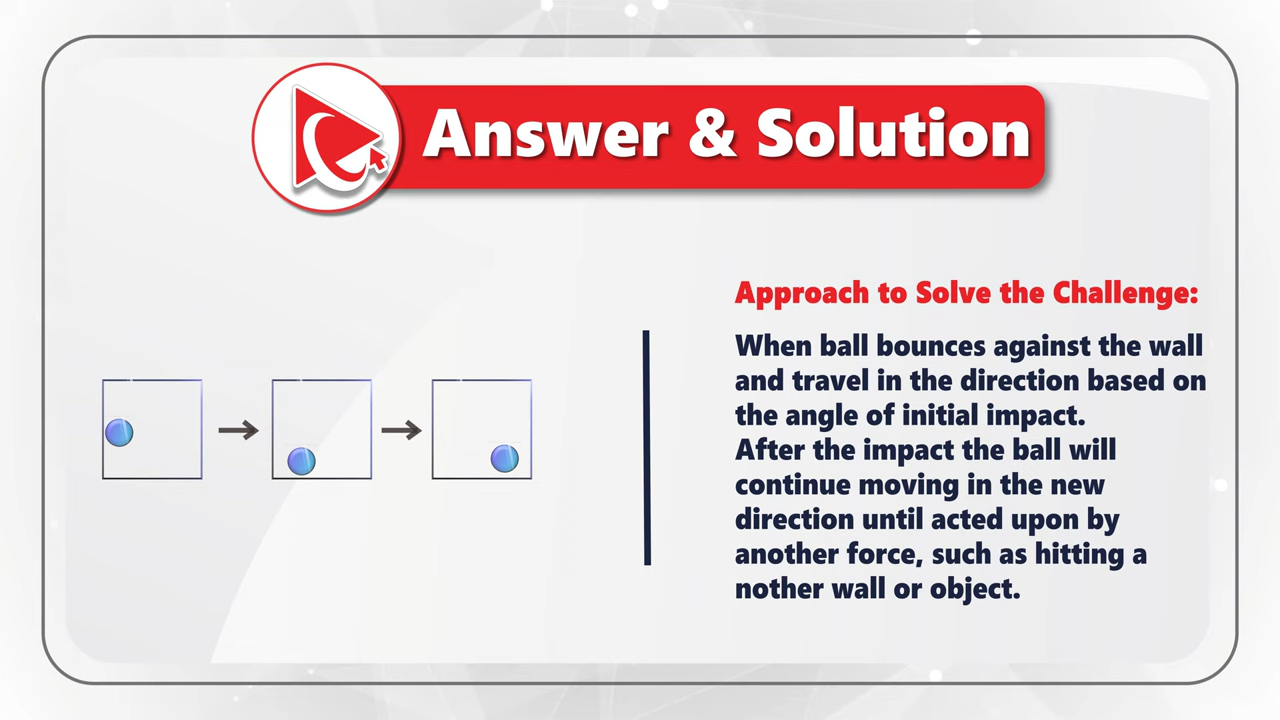 Answer & Solution
Approach to Solve the Challenge:
When ball bounces against the wall
and travel in the direction based on
the angle of initial impact.
After the impact the ball will
continue moving in the new
direction until acted upon by
another force, such as hitting a
nother wall or object.